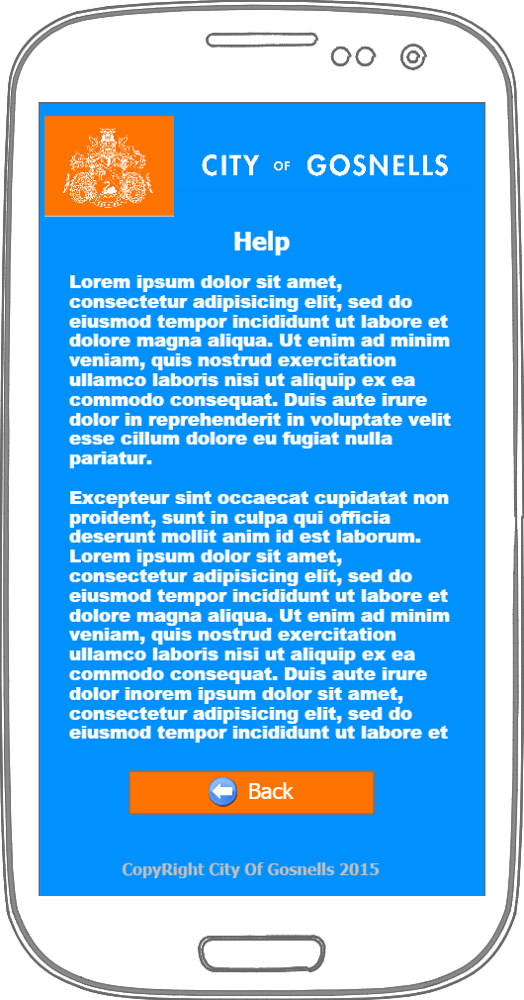 CITY OF GOSNELLS
Help
Lorem ipsum dolor sit amet,
consectetur adipisicing elit, sed do
eiusmod tempor incididunt ut labore et
dolore magna aliqua. Ut enim ad minim
veniam, quis nostrud exercitation
ullamco laboris nisi ut aliquip ex ea
commodo consequat. Duis aute irure
dolor in reprehenderit in voluptate velit
esse cillum dolore eu fugiat nulla
pariatur.
Excepteur sint occaecat cupidatat non
proident, sunt in culpa qui officia
deserunt mollit anim id est laborum.
Lorem ipsum dolor sit amet,
consectetur adipisicing elit, sed do
eiusmod tempor incididunt ut labore et
dolore magna aliqua. Ut enim ad minim
veniam, quis nostrud exercitation
ullamco laboris nisi ut aliquip ex ea
commodo consequat. Duis aute irure
dolor inorem ipsum dolor sit amet,
consectetur adipisicing elit, sed do
eiusmod tempor incididunt ut labore et
Back
CopyRight City Of Gosnells 2015